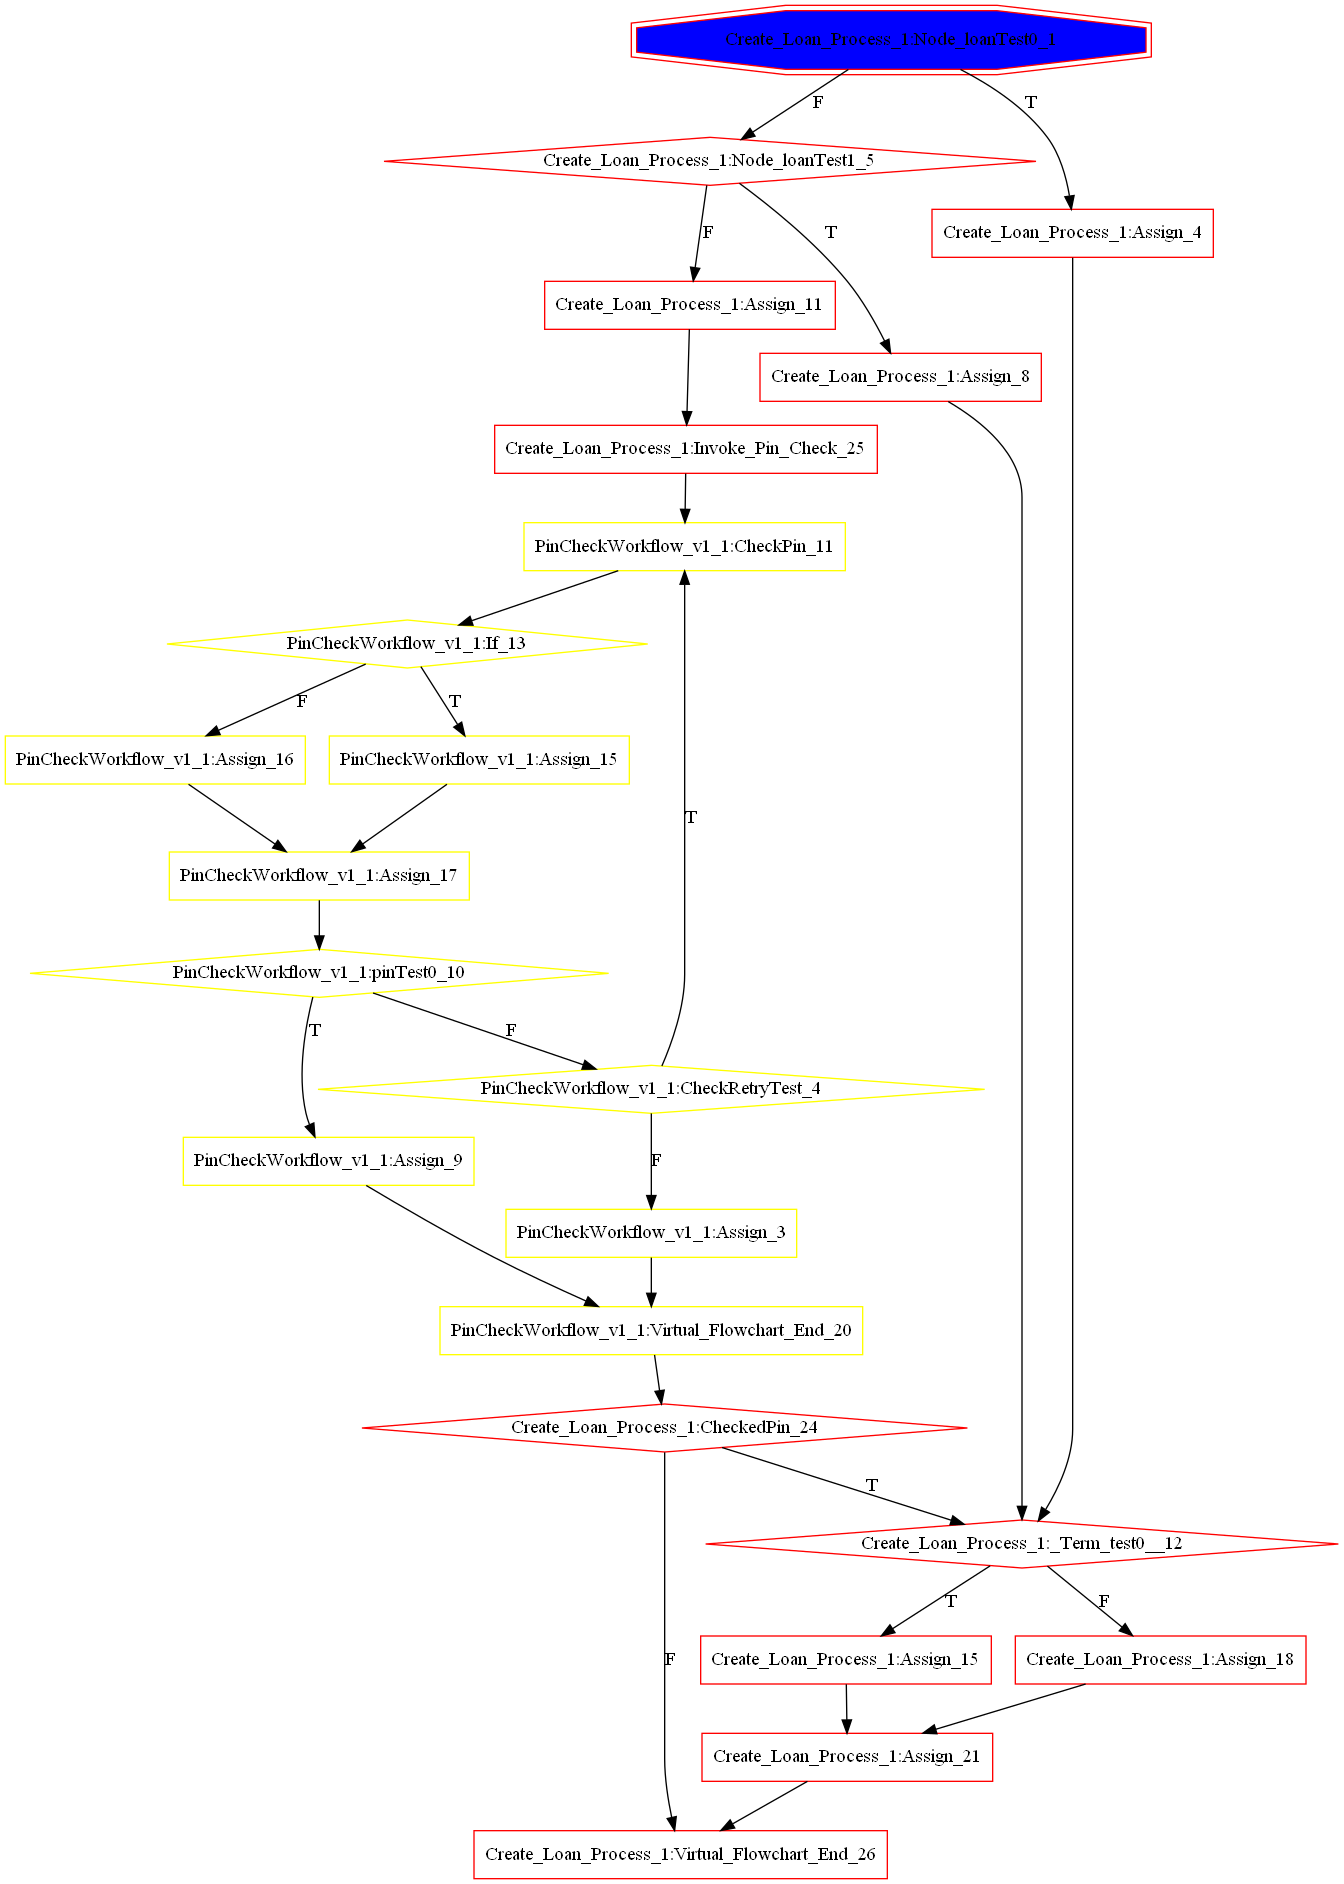 Create_Loan_Process_1:Node_loanTest0_1
F
T
Create_Loan_Process_1:Node_loanTest1_5
F
T
Create_Loan_Process_1:Assign_4
Create_Loan_Process_1:Assign_11
Create_Loan_Process_1:Assign_8
Create_Loan_Process_1:Invoke_Pin_Check_25
PinCheckWorkflow_v1_1:CheckPin_11
PinCheckWorkflow_v1_1:If_13
F
T
PinCheckWorkflow_v1_1:Assign_16
PinCheckWorkflow_v1_1:Assign_15
T
PinCheckWorkflow_v1_1:Assign_17
PinCheckWorkflow_v1_1:pinTest0_10
T
F
PinCheckWorkflow_v1_1:CheckRetryTest_4
PinCheckWorkflow_v1_1:Assign_9
F
PinCheckWorkflow_v1_1:Assign_3
PinCheckWorkflow_v1_1:Virtual_Flowchart_End_20
Create_Loan_Process_1:CheckedPin_24
T
Create_Loan_Process_1:_Term_test0__12
T
F
F
Create_Loan_Process_1:Assign_15
Create_Loan_Process_1:Assign_18
Create_Loan_Process_1:Assign_21
Create_Loan_Process_1:Virtual_Flowchart_End_26